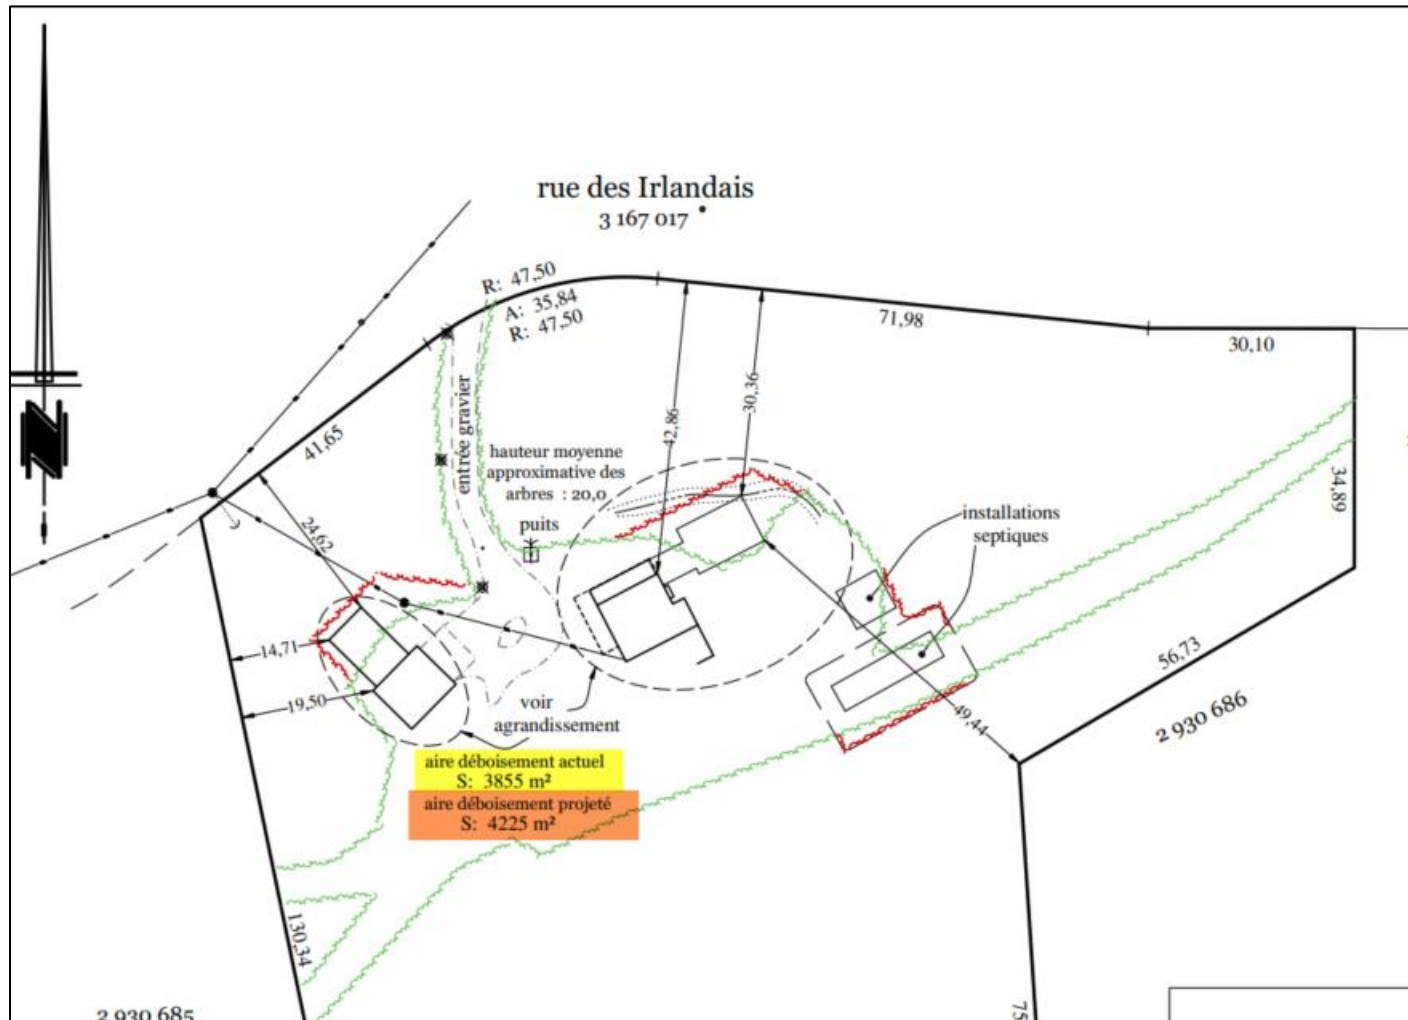 rue des Irlandais
3 167 017
R: 47,50
A: 35,84
R: 47,50
71,98
30,10
41,65
entrée gravier
42,86
30,36
hauteur moyenne
approximative des
arbres : 20,0
34,89
24,62
puits
installations
septiques
14,71
56,73
19,50
voir
agrandissement
49,44
2 930 686
aire déboisement actuel
S: 3855 m²
aire déboisement projeté
S: 4225 m²
130,34
2 930 685
75
N